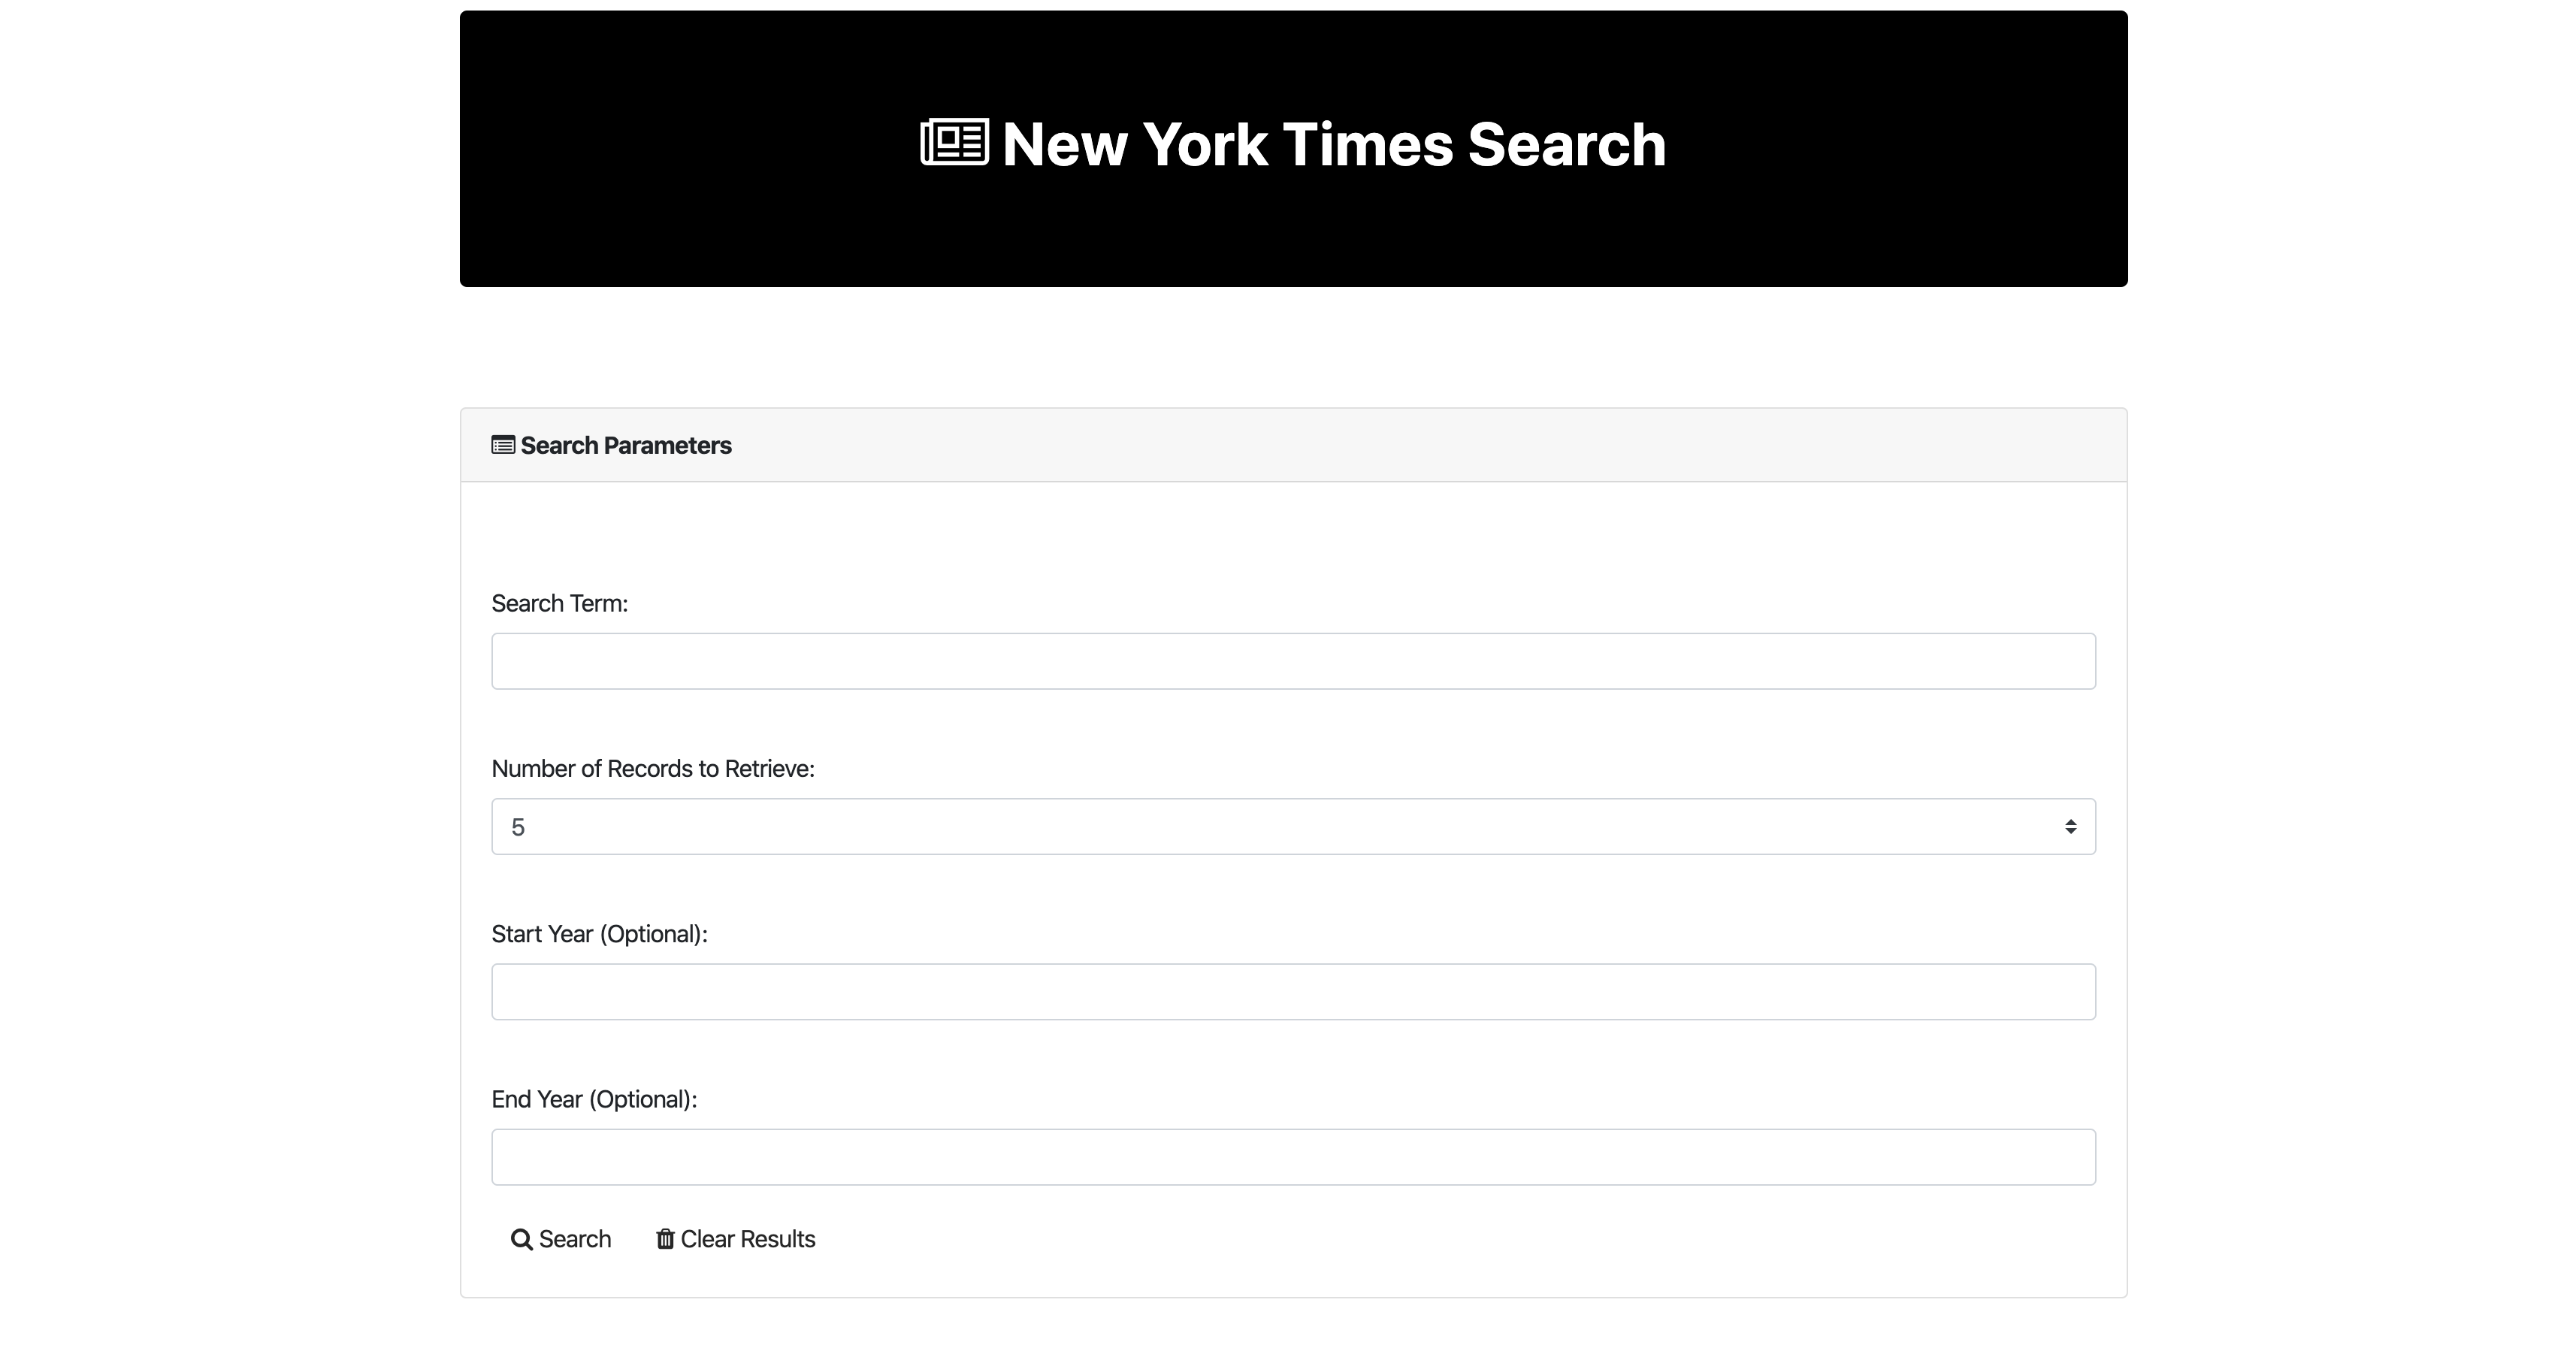 New York Times Search
Search Parameters
Search Term:
Number of Records to Retrieve:
5
Start Year (Optional):
End Year (Optional):
Search Clear Results